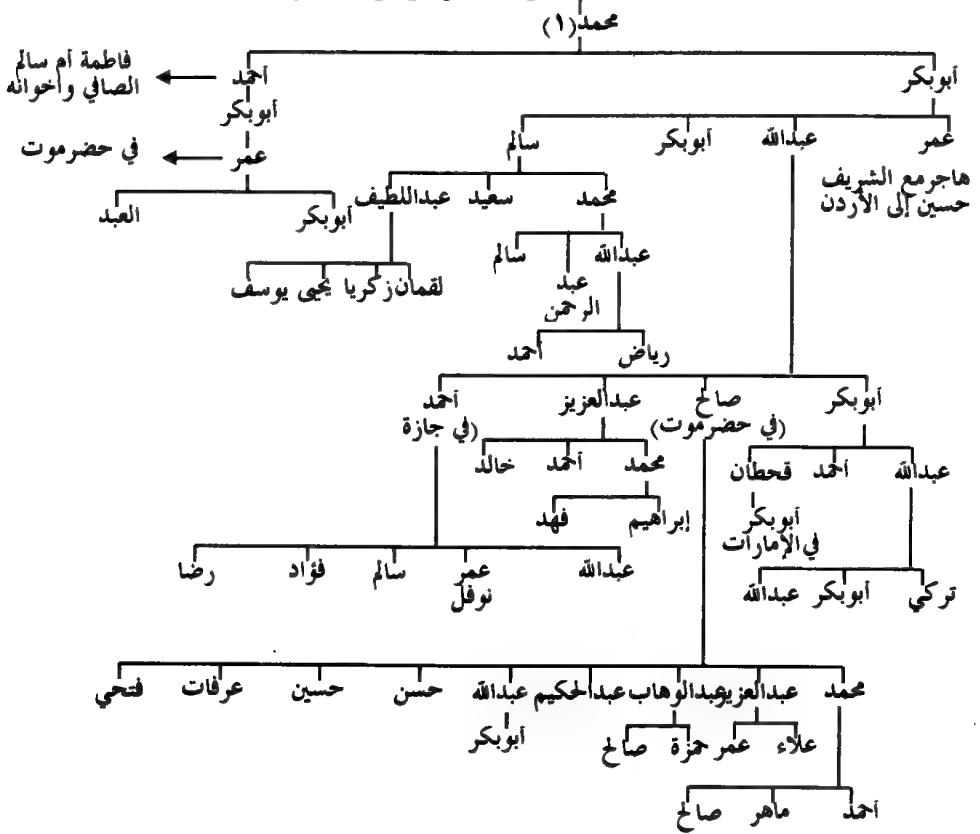 محمد (١)
أبوبكر
أحمد
فاطمة أم سالم
الصافي وأخوانه
أبوبكر
عمر
في حضرموت
أبوبكر
العبد
عمر
هاجر مع الشريف
حسين إلى الأردن
عبدالله
أبوبكر
سالم
محمد
سعيد
عبداللطيف
عبدالله
عبد
الرحمن
سالم
لقمان
زكريا
يحيى
يوسف
رياض
أحمد
أبوبكر
صالح
(في حضرموت)
عبدالعزيز
أحمد
(في جازة
عبدالله
أحمد
قحطان
محمد
أحمد
خالد
أبوبكر
في الإمارات
إبراهيم
فهد
تركي
أبوبكر
عبدالله
عبدالله
عمر
نوفل
سالم
فؤاد
رضا
محمد
عبدالعزيز
عبدالوهاب
عبدالحكيم
عبدالله
حسن
حسين
عرفات
فتحي
علاء
عمر
حمزة
صالح
أبوبكر
أحمد
ماهر
صالح